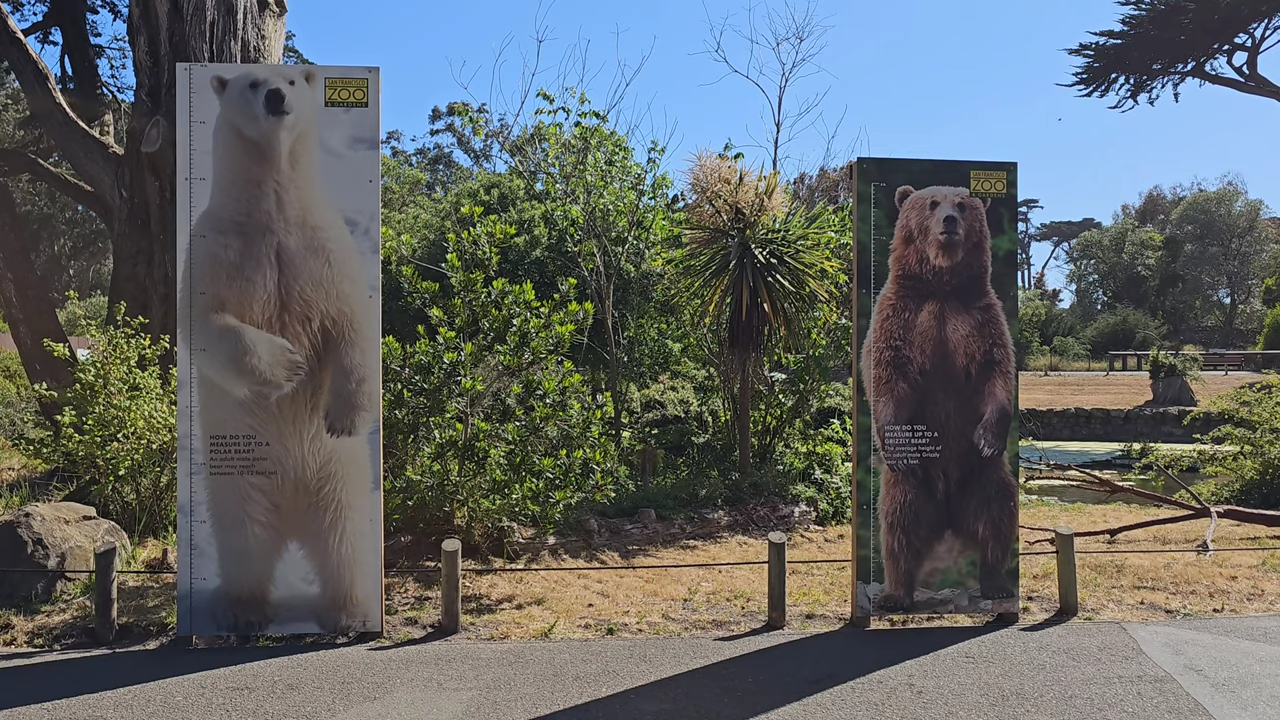 SAN FRANCISCO
ZOO
& GARDENS
HOW DO YOU
MEASURE UP TO A
POLAR BEAR?
An adult male polar
bear may reach
between 10-12 feet tall.
SAN FRANCISCO
ZOO
& GARDENS
HOW DO YOU
MEASURE UP TO A
GRIZZLY BEAR?
The average height of
an adult male Grizzly
bear is 8 feet.